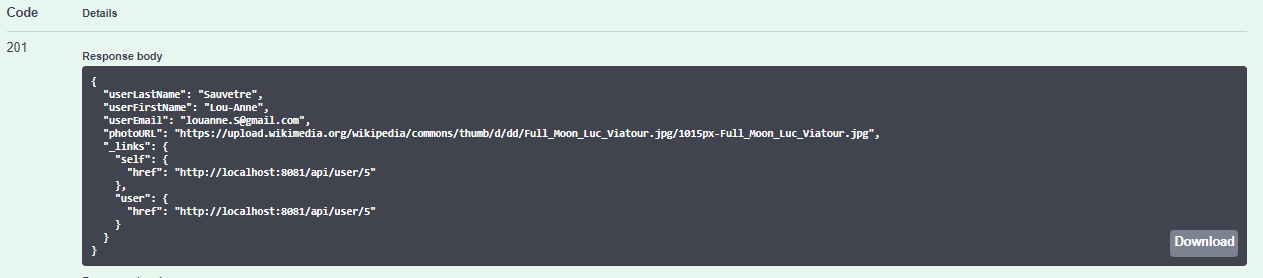 Code Details
201
Response body
{
  "userLastName": "Sauvetre",
  "userFirstName": "Lou-Anne",
  "userEmail": "louanne.S@gmail.com",
  "photoURL": "https://upload.wikimedia.org/wikipedia/commons/thumb/d/dd/Full_Moon_Luc_Viatour.jpg/1015px-Full_Moon_Luc_Viatour.jpg",
  "_links": {
    "self": {
      "href": "http://localhost:8081/api/user/5"
    },
    "user": {
      "href": "http://localhost:8081/api/user/5"
    }
  }
}
Download